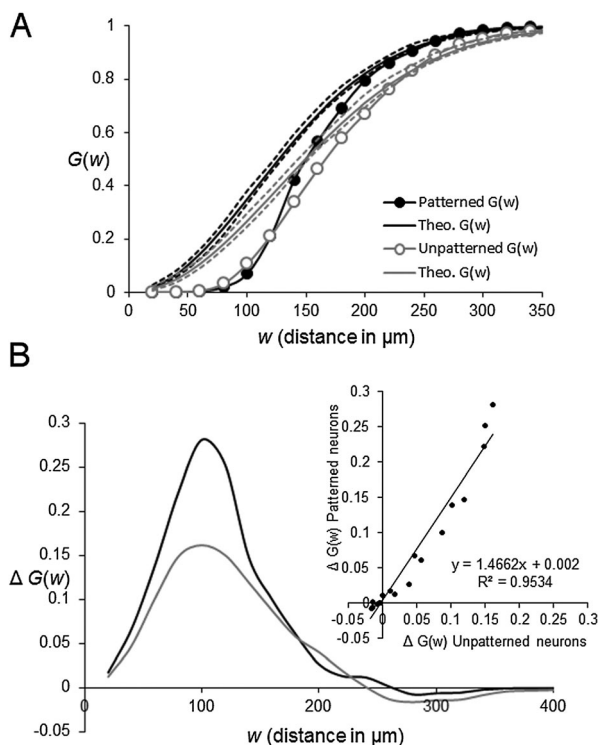 A
G(w)
1
0.8
0.6
0.4
0.2
0
Patterned G(w)
Theo. G(w)
Unpatterned G(w)
Theo. G(w)
0 50 100 150 200 250 300 350
w (distance in µm)
B
Δ G(w)
0.3
0.25
0.2
0.15
0.1
0.05
0
-0.05
0 100 200 300 400
w (distance in µm)
Δ G(w) Patterned neurons
0.3
0.25
0.2
0.15
0.1
0.05
0
-0.05
y = 1.4662x + 0.002
R² = 0.9534
-0.05 0 0.05 0.1 0.15 0.2 0.25 0.3
Δ G(w) Unpatterned neurons